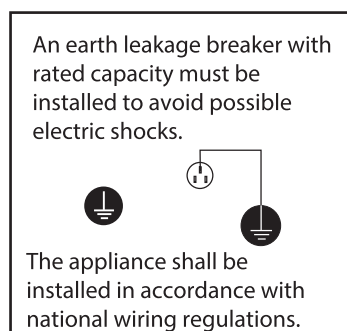 An earth leakage breaker with
rated capacity must be
installed to avoid possible
electric shocks.
The appliance shall be
installed in accordance with
national wiring regulations.